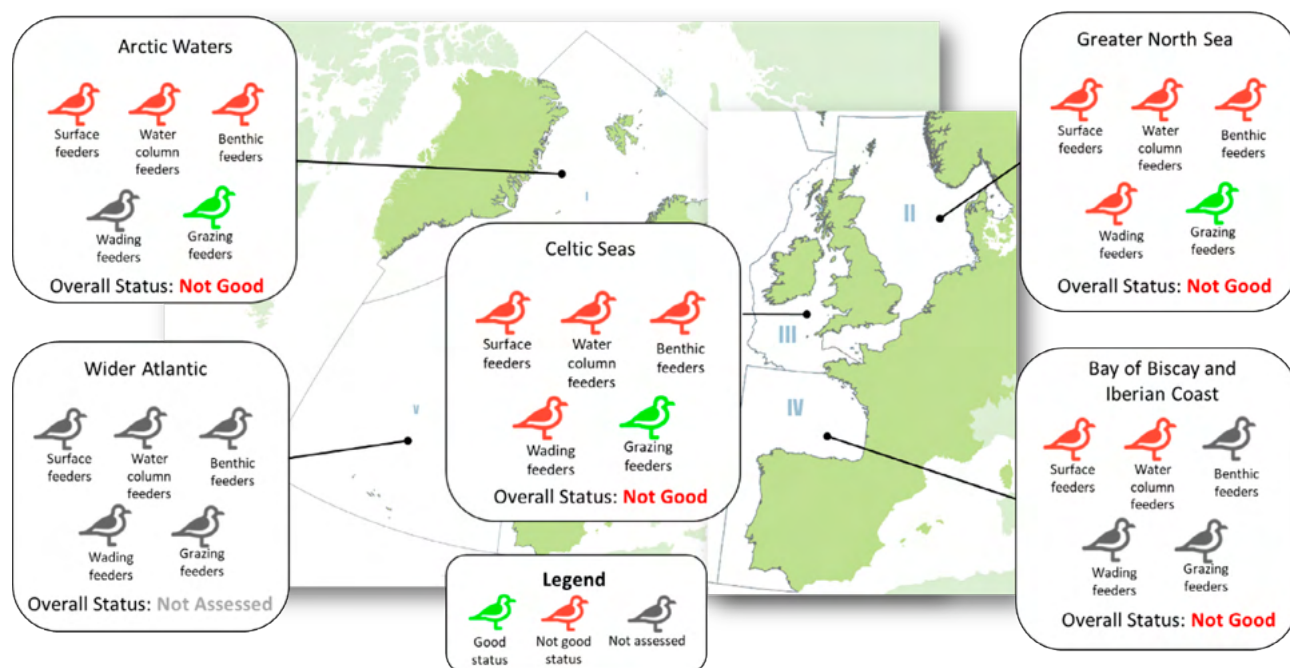 Arctic Waters
Surface
feeders
Water
column
feeders
Benthic
feeders
Wading
feeders
Grazing
feeders
Overall Status: Not Good
Greater North Sea
Surface
feeders
Water
column
feeders
Benthic
feeders
Wading
feeders
Grazing
feeders
Overall Status: Not Good
I
II
Celtic Seas
Surface
feeders
Water
column
feeders
Benthic
feeders
Wading
feeders
Grazing
feeders
Overall Status: Not Good
III
IV
V
Wider Atlantic
Surface
feeders
Water
column
feeders
Benthic
feeders
Wading
feeders
Grazing
feeders
Overall Status: Not Assessed
Bay of Biscay and
Iberian Coast
Surface
feeders
Water
column
feeders
Benthic
feeders
Wading
feeders
Grazing
feeders
Overall Status: Not Good
Legend
Good
status
Not good
status
Not assessed